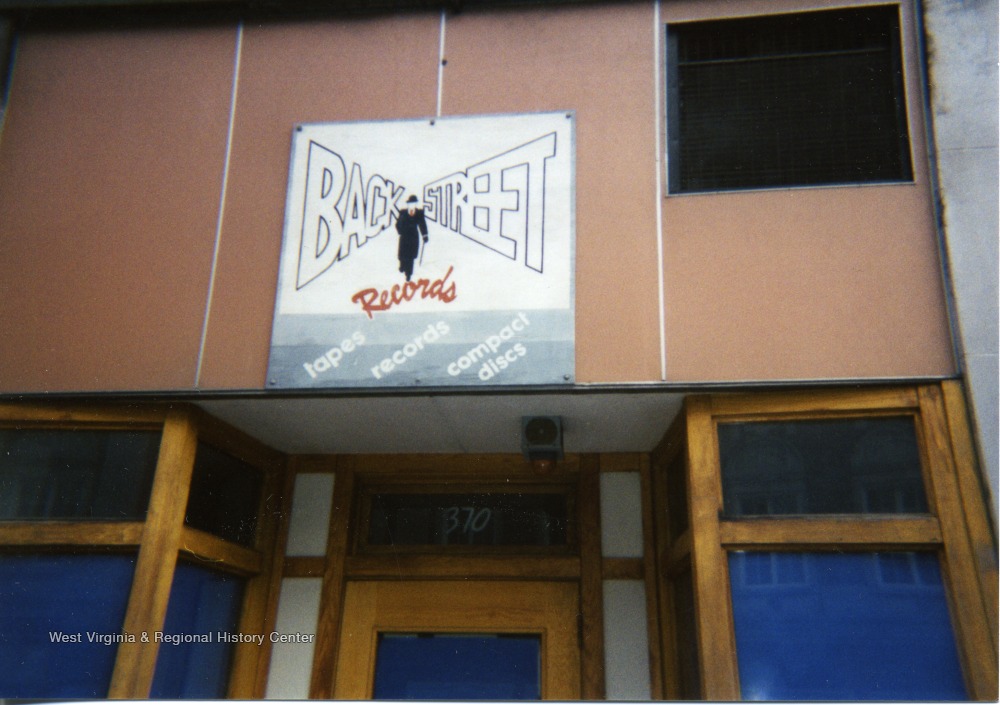 BACK STREET
Records
tapes
records
compact
discs
370
West Virginia & Regional History Center